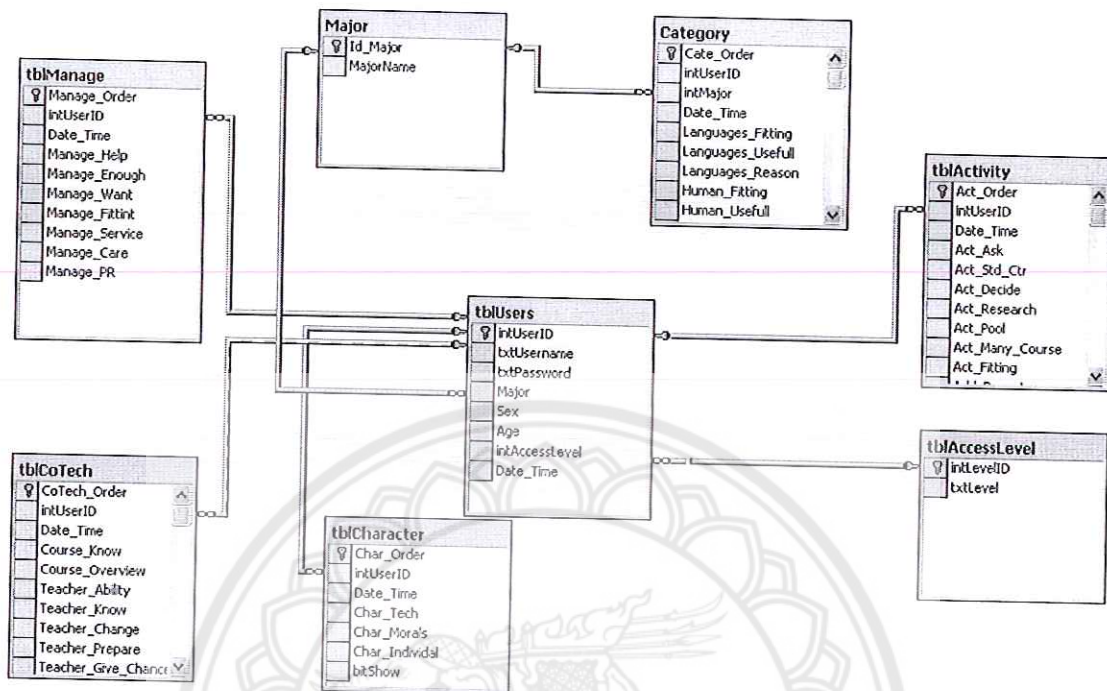 Major
Id_Major
MajorName
Category
Cate_Order
intUserID
intMajor
Date_Time
Languages_Fitting
Languages_Usefull
Languages_Reason
Human_Fitting
Human_Usefull
tblManage
Manage_Order
intUserID
Date_Time
Manage_Help
Manage_Enough
Manage_Want
Manage_Fittint
Manage_Service
Manage_Care
Manage_PR
tblActivity
Act_Order
intUserID
Date_Time
Act_Ask
Act_Std_Ctr
Act_Decide
Act_Research
Act_Pool
Act_Many_Course
Act_Fitting
tblUsers
intUserID
txtUsername
txtPassword
Major
Sex
Age
intAccessLevel
Date_Time
tblAccessLevel
intLevelID
txtLevel
tblCoTech
CoTech_Order
intUserID
Date_Time
Course_Know
Course_Overview
Teacher_Ability
Teacher_Know
Teacher_Change
Teacher_Prepare
Teacher_Give_Chance
tblCharacter
Char_Order
intUserID
Date_Time
Char_Tech
Char_Morals
Char_Individal
bitShow